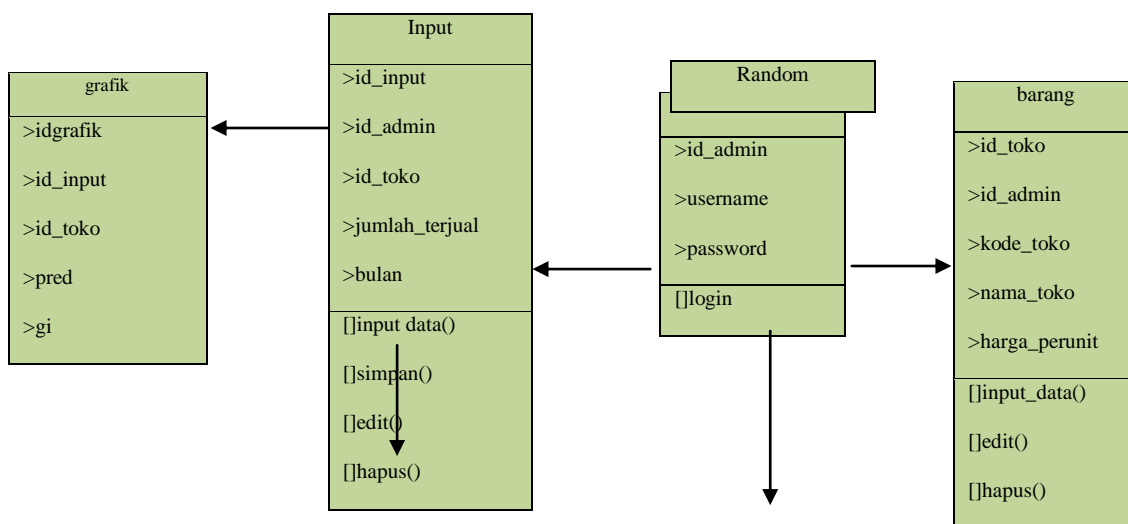 grafik
>idgrafik
>id_input
>id_toko
>pred
>gi
Input
>id_input
>id_admin
>id_toko
>jumlah_terjual
>bulan
[]input data()
[]simpan()
[]edit()
[]hapus()
Random
>id_admin
>username
>password
[]login
barang
>id_toko
>id_admin
>kode_toko
>nama_toko
>harga_perunit
[]input_data()
[]edit()
[]hapus()